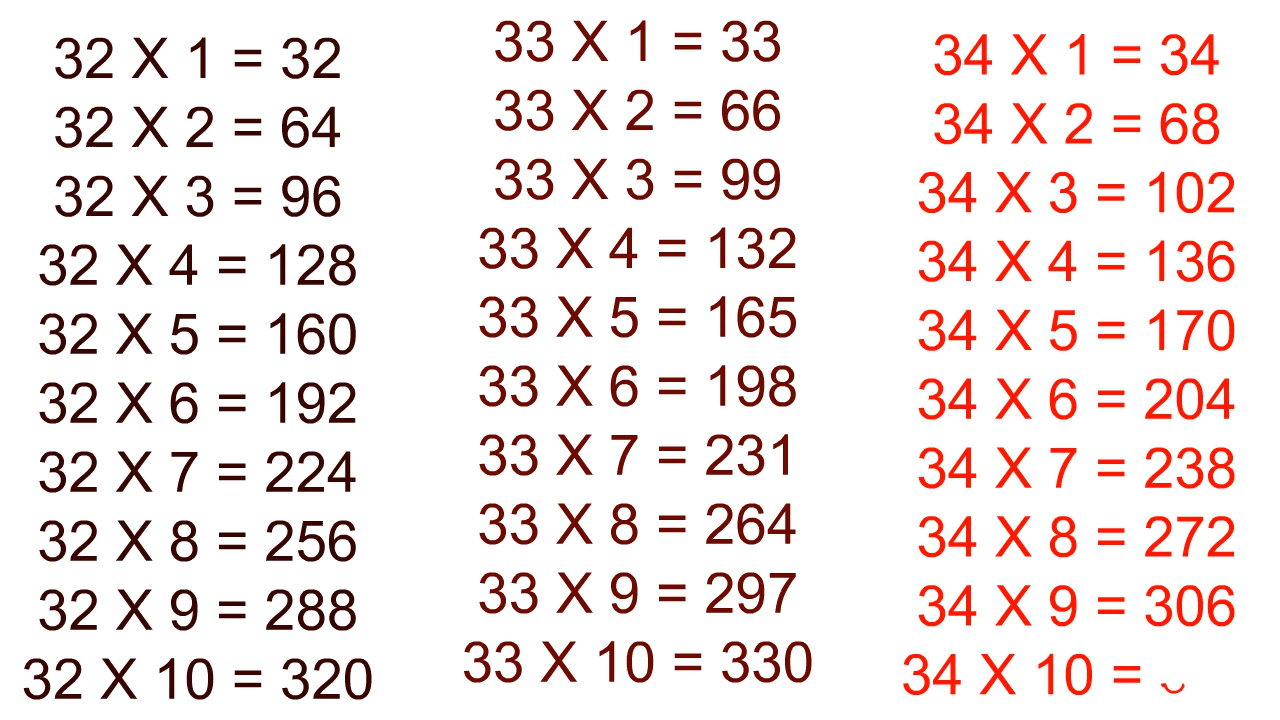 32 X 1 = 32
32 X 2 = 64
32 X 3 = 96
32 X 4 = 128
32 X 5 = 160
32 X 6 = 192
32 X 7 = 224
32 X 8 = 256
32 X 9 = 288
32 X 10 = 320
33 X 1 = 33
33 X 2 = 66
33 X 3 = 99
33 X 4 = 132
33 X 5 = 165
33 X 6 = 198
33 X 7 = 231
33 X 8 = 264
33 X 9 = 297
33 X 10 = 330
34 X 1 = 34
34 X 2 = 68
34 X 3 = 102
34 X 4 = 136
34 X 5 = 170
34 X 6 = 204
34 X 7 = 238
34 X 8 = 272
34 X 9 = 306
34 X 10 =